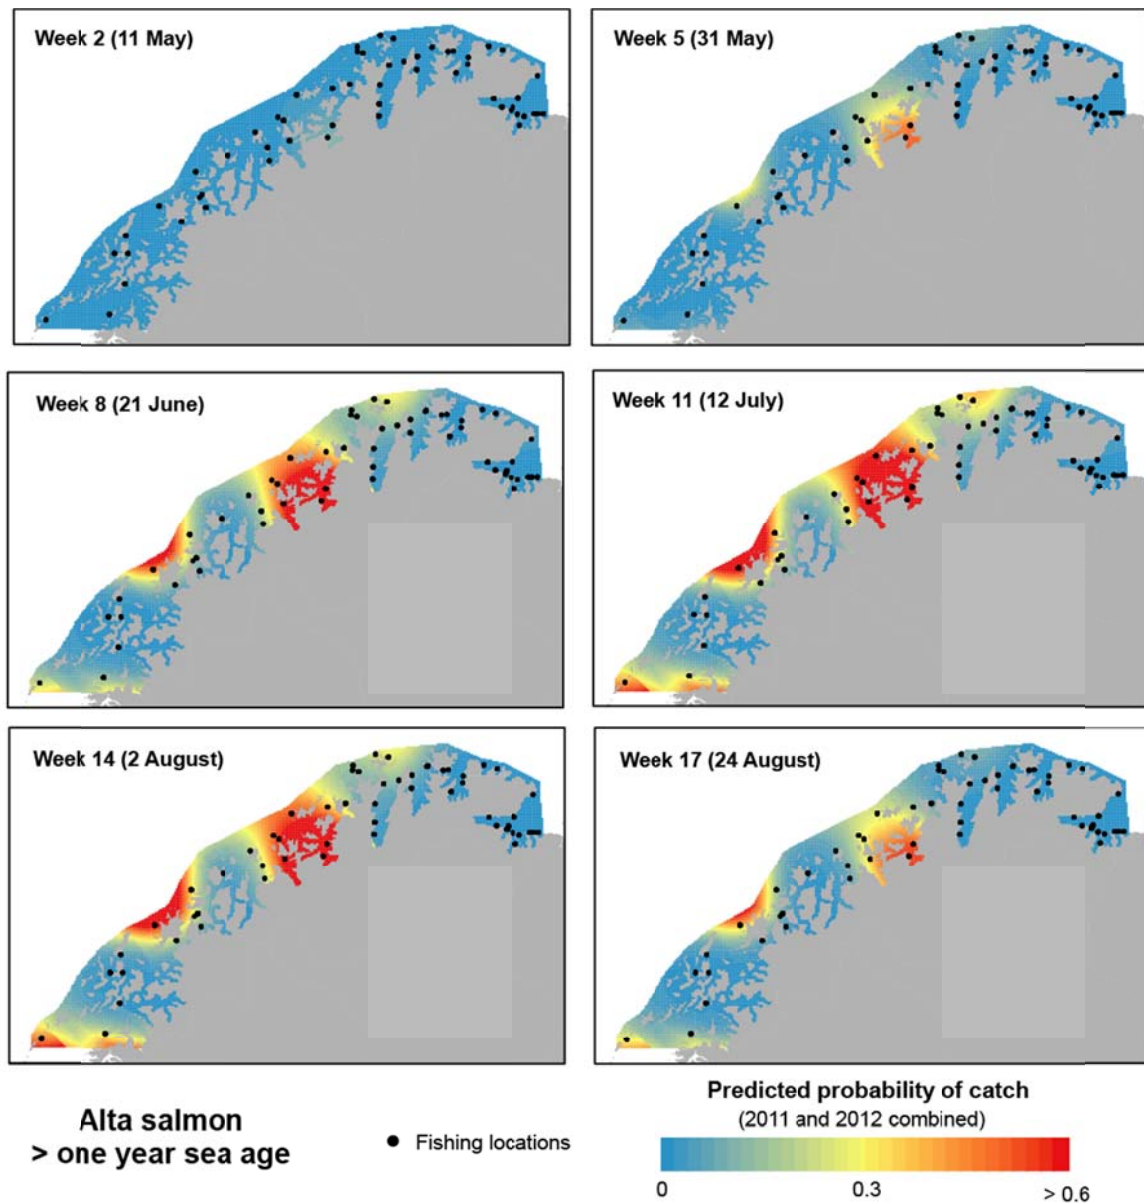 Week 2 (11 May)
Week 5 (31 May)
Week 8 (21 June)
Week 11 (12 July)
Week 14 (2 August)
Week 17 (24 August)
Alta salmon
> one year sea age
● Fishing locations
Predicted probability of catch
(2011 and 2012 combined)
0 0.3 > 0.6